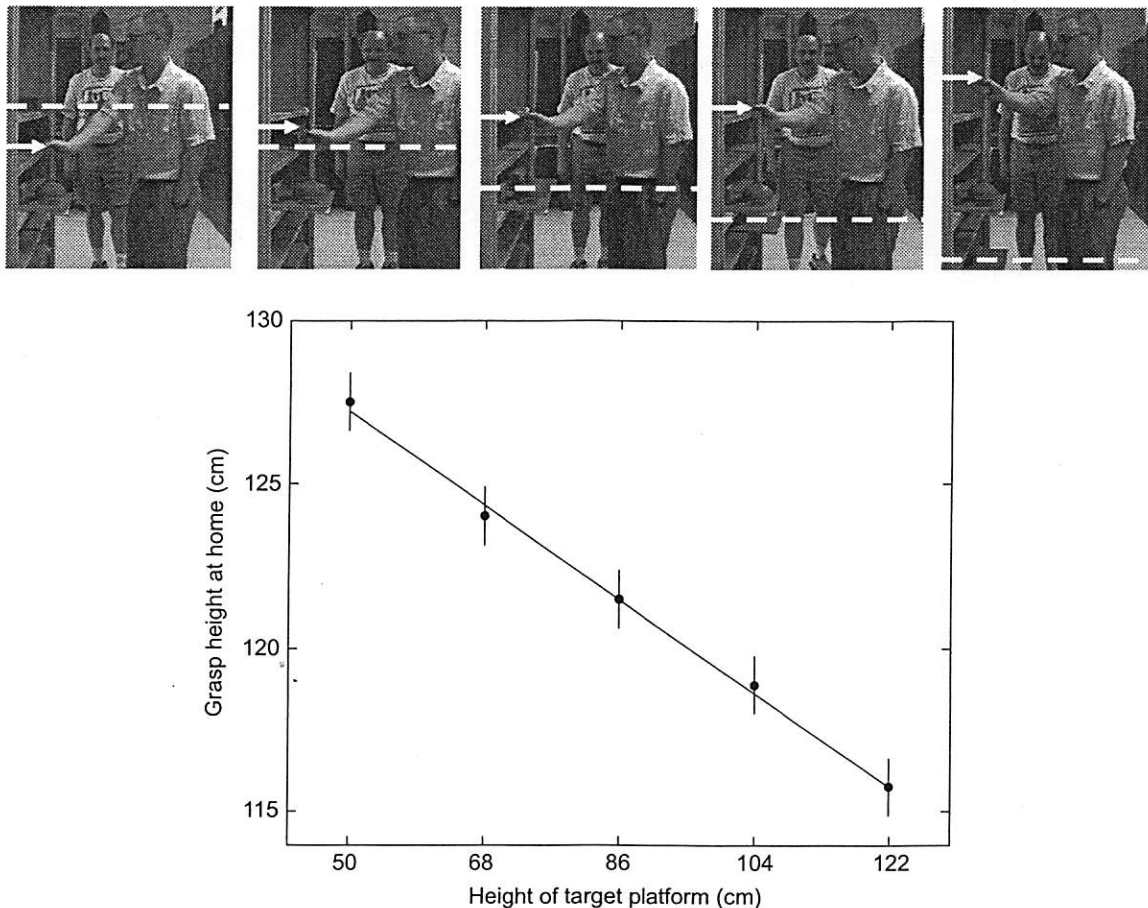 130
125
120
115
Grasp height at home (cm)
50 68 86 104 122
Height of target platform (cm)